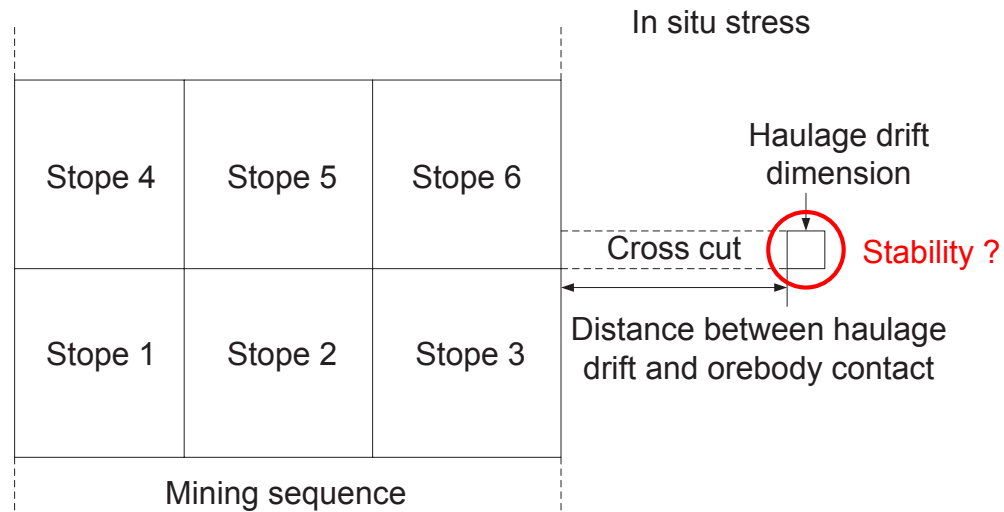 In situ stress
Haulage drift
dimension
Stope 4
Stope 5
Stope 6
Cross cut
Stability ?
Stope 1
Stope 2
Stope 3
Distance between haulage
drift and orebody contact
Mining sequence